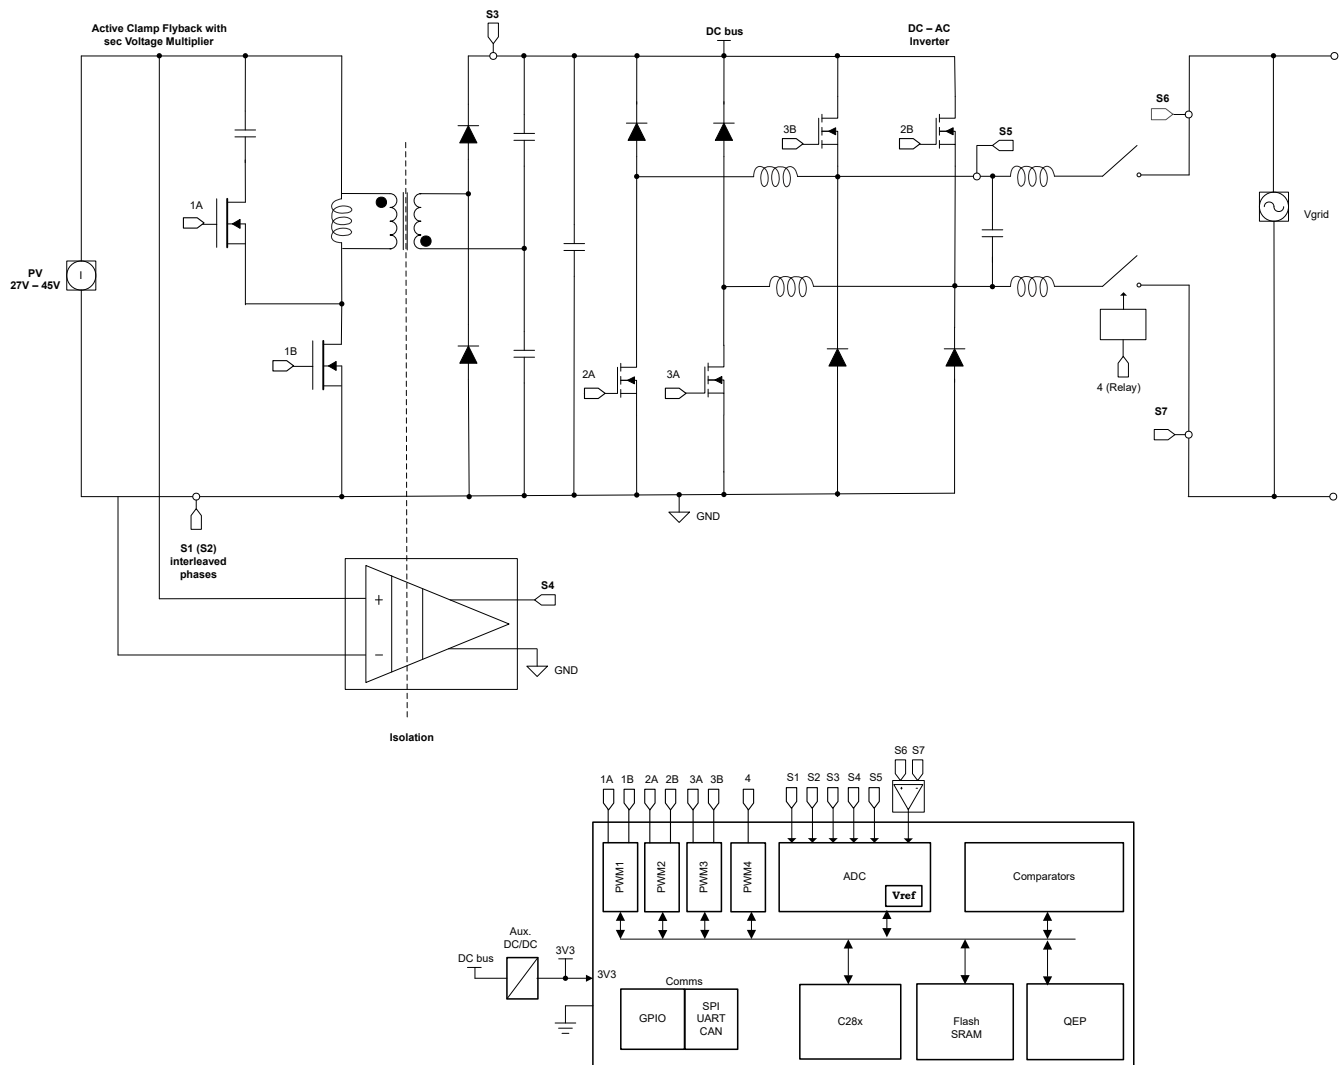 S3
Active Clamp Flyback with
sec Voltage Multiplier
DC bus
DC – AC
Inverter
S6
3B
2B
S5
1A
Vgrid
PV
27V – 45V
I
1B
2A
3A
4 (Relay)
S7
GND
S1 (S2)
interleaved
phases
S4
+
−
GND
Isolation
S6 S7
1A 1B 2A 2B 3A 3B 4 S1 S2 S3 S4 S5
+ -
PWM1
PWM2
PWM3
PWM4
ADC
Vref
Comparators
Aux.
DC/DC
DC bus
3V3
3V3
Comms
GPIO
SPI
UART
CAN
C28x
Flash
SRAM
QEP